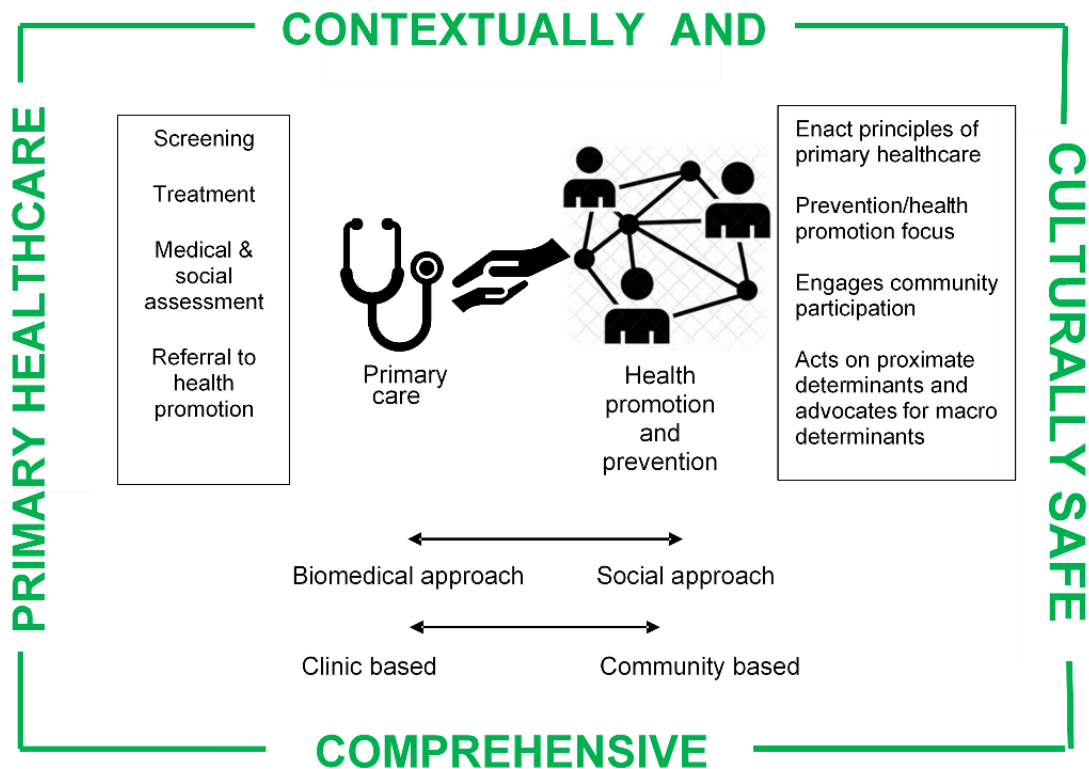 CONTEXTUALLY AND
CULTURALLY SAFE
COMPREHENSIVE
PRIMARY HEALTHCARE
Screening
Treatment
Medical &
social
assessment
Referral to
health
promotion
Primary
care
Health
promotion
and
prevention
Enact principles of
primary healthcare
Prevention/health
promotion focus
Engages community
participation
Acts on proximate
determinants and
advocates for macro
determinants
Biomedical approach
Social approach
Clinic based
Community based